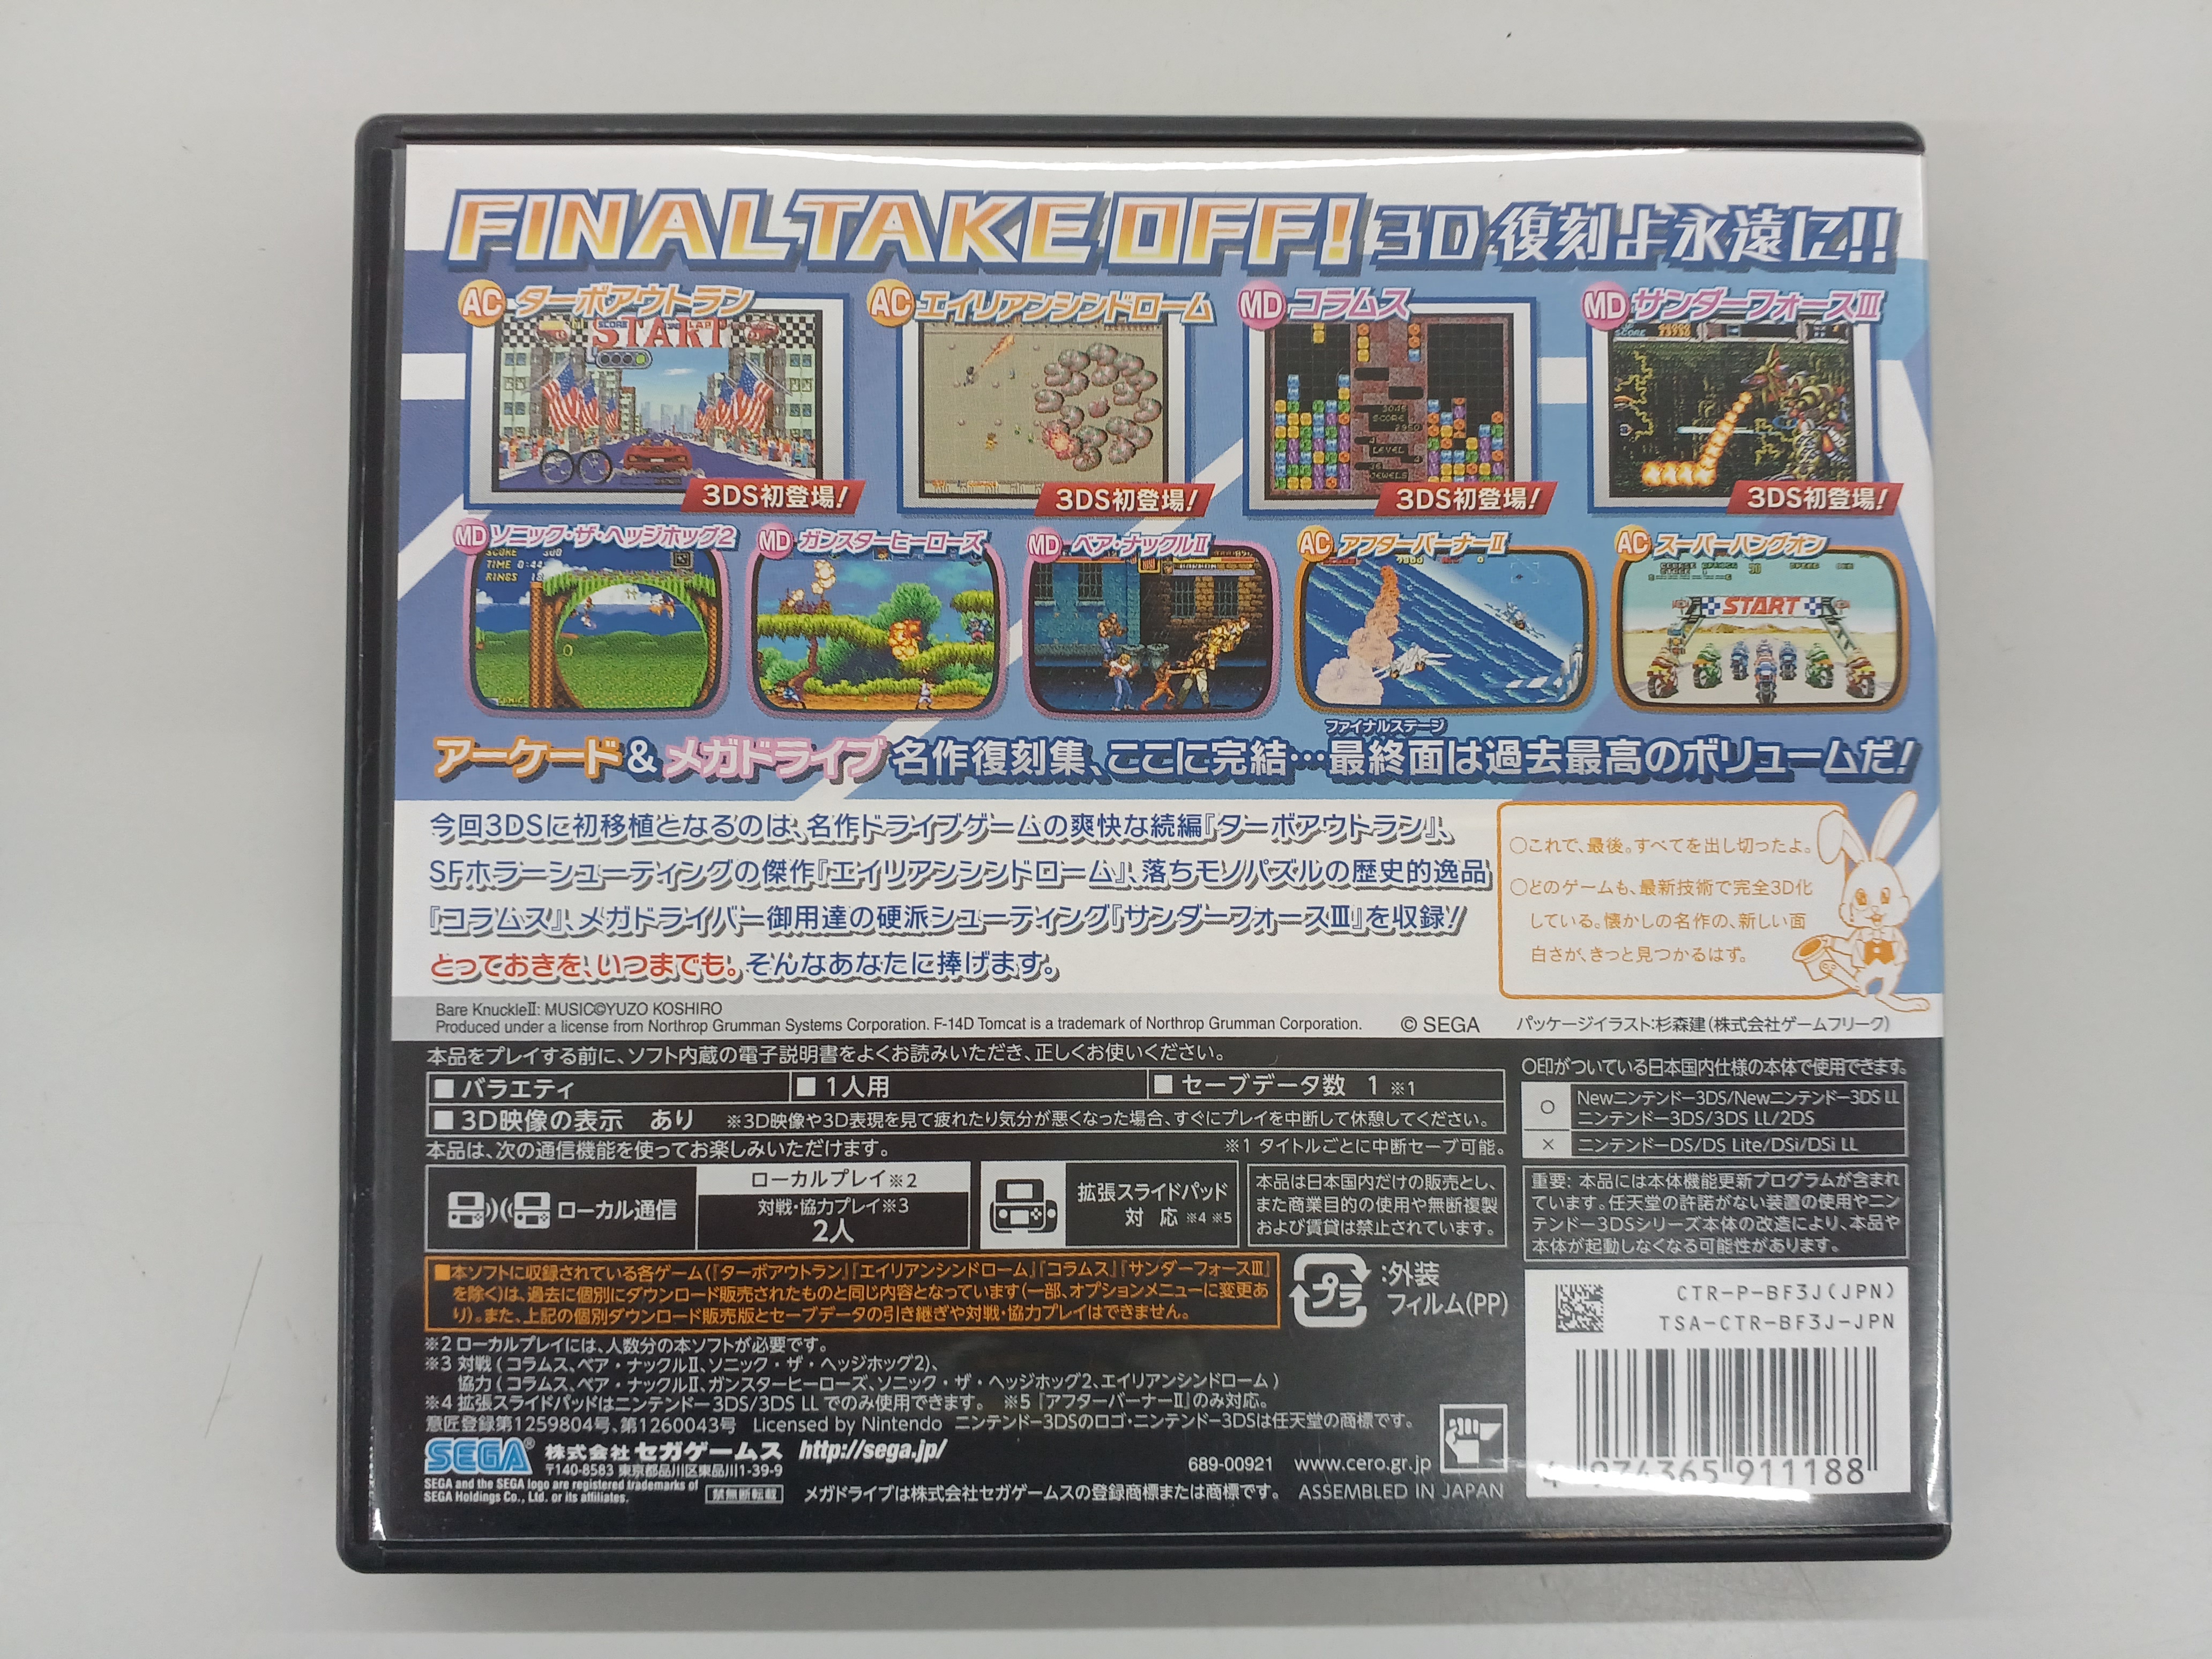 FINAL TAKE OFF! 3D復刻よ永遠に!!
AC ターボアウトラン
AC エイリアンシンドローム
MD コラムス
MD サンダーフォースⅢ
START
3DS初登場!
3DS初登場!
3DS初登場!
3DS初登場!
MD ソニック・ザ・ヘッジホッグ2
MD ガンスターヒーローズ
MD ベア・ナックルⅡ
AC アフターバーナーⅡ
AC スーパーハングオン
SCORE
TIME 0:44
RINGS
START
ファイナルステージ
アーケード&メガドライブ名作復刻集、ここに完結…最終面は過去最高のボリュームだ!
今回3DSに初移植となるのは、名作ドライブゲームの爽快な続編『ターボアウトラン』、
SFホラーシューティングの傑作『エイリアンシンドローム』、落ちモノパズルの歴史的逸品
『コラムス』、メガドライバー御用達の硬派シューティング『サンダーフォースⅢ』を収録!
とっておきを、いつまでも。そんなあなたに捧げます。
○これで、最後。すべてを出し切ったよ。
○どのゲームも、最新技術で完全3D化
している。懐かしの名作の、新しい面
白さが、きっと見つかるはず。
Bare KnuckleⅡ: MUSIC©YUZO KOSHIRO
Produced under a license from Northrop Grumman Systems Corporation. F-14D Tomcat is a trademark of Northrop Grumman Corporation.
© SEGA
パッケージイラスト:杉森建(株式会社ゲームフリーク)
本品をプレイする前に、ソフト内蔵の電子説明書をよくお読みいただき、正しくお使いください。
■ バラエティ
■ 1人用
■ セーブデータ数 1 ※1
■ 3D映像の表示 あり ※3D映像や3D表現を見て疲れたり気分が悪くなった場合、すぐにプレイを中断して休憩してください。
本品は、次の通信機能を使ってお楽しみいただけます。
※1 タイトルごとに中断セーブ可能。
ローカル通信
ローカルプレイ※2
対戦・協力プレイ※3
2人
拡張スライドパッド
対 応 ※4 ※5
本品は日本国内だけの販売とし、
また商業目的の使用や無断複製
および賃貸は禁止されています。
○印がついている日本国内仕様の本体で使用できます。
○ Newニンテンドー3DS/Newニンテンドー3DS LL
ニンテンドー3DS/3DS LL/2DS
× ニンテンドーDS/DS Lite/DSi/DSi LL
重要: 本品には本体機能更新プログラムが含まれ
ています。任天堂の許諾がない装置の使用やニン
テンドー3DSシリーズ本体の改造により、本品や
本体が起動しなくなる可能性があります。
■本ソフトに収録されている各ゲーム(『ターボアウトラン』『エイリアンシンドローム』『コラムス』『サンダーフォースⅢ』
を除く)は、過去に個別にダウンロード販売されたものと同じ内容となっています(一部、オプションメニューに変更あ
り)。また、上記の個別ダウンロード販売版とセーブデータの引き継ぎや対戦・協力プレイはできません。
プラ
:外装
フィルム(PP)
※2 ローカルプレイには、人数分の本ソフトが必要です。
※3 対戦 ( コラムス、ベア・ナックルⅡ、ソニック・ザ・ヘッジホッグ2)、
協力 ( コラムス、ベア・ナックルⅡ、ガンスターヒーローズ、ソニック・ザ・ヘッジホッグ2、エイリアンシンドローム )
※4 拡張スライドパッドはニンテンドー3DS/3DS LL でのみ使用できます。 ※5 『アフターバーナーⅡ』のみ対応。
意匠登録第1259804号、第1260043号 Licensed by Nintendo ニンテンドー3DSのロゴ・ニンテンドー3DSは任天堂の商標です。
SEGA® 株式会社 セガゲームス http://sega.jp/
〒140-8583 東京都品川区東品川1-39-9
SEGA and the SEGA logo are registered trademarks of
SEGA Holdings Co., Ltd. or its affiliates.
禁無断転載
689-00921
www.cero.gr.jp
メガドライブは株式会社セガゲームスの登録商標または商標です。
ASSEMBLED IN JAPAN
CTR-P-BF3J(JPN)
TSA-CTR-BF3J-JPN
4 974365 911188